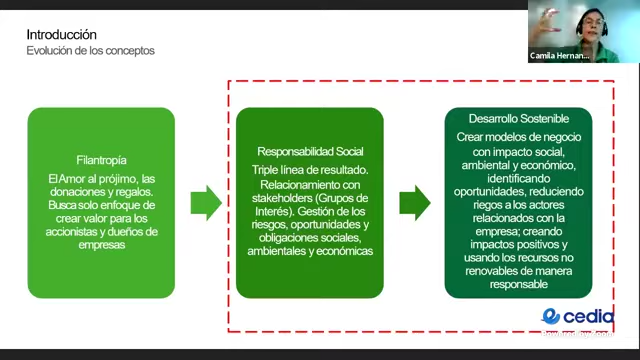 Introducción
Evolución de los conceptos
Camila Hernan...
Filantropía
El Amor al prójimo, las
donaciones y regalos.
Busca solo enfoque de
crear valor para los
accionistas y dueños de
empresas
Responsabilidad Social
Triple línea de resultado.
Relacionamiento con
stakeholders (Grupos de
Interés). Gestión de los
riesgos, oportunidades y
obligaciones sociales,
ambientales y económicas
Desarrollo Sostenible
Crear modelos de negocio
con impacto social,
ambiental y económico,
identificando
oportunidades, reduciendo
riegos a los actores
relacionados con la
empresa; creando
impactos positivos y
usando los recursos no
renovables de manera
responsable
cedia
Powered by Zoom